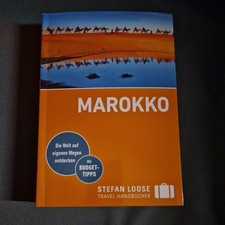 MAROKKO
Die Welt auf
eigenen Wegen
entdecken
Mit
BUDGET-
TIPPS
STEFAN LOOSE
TRAVEL HANDBÜCHER